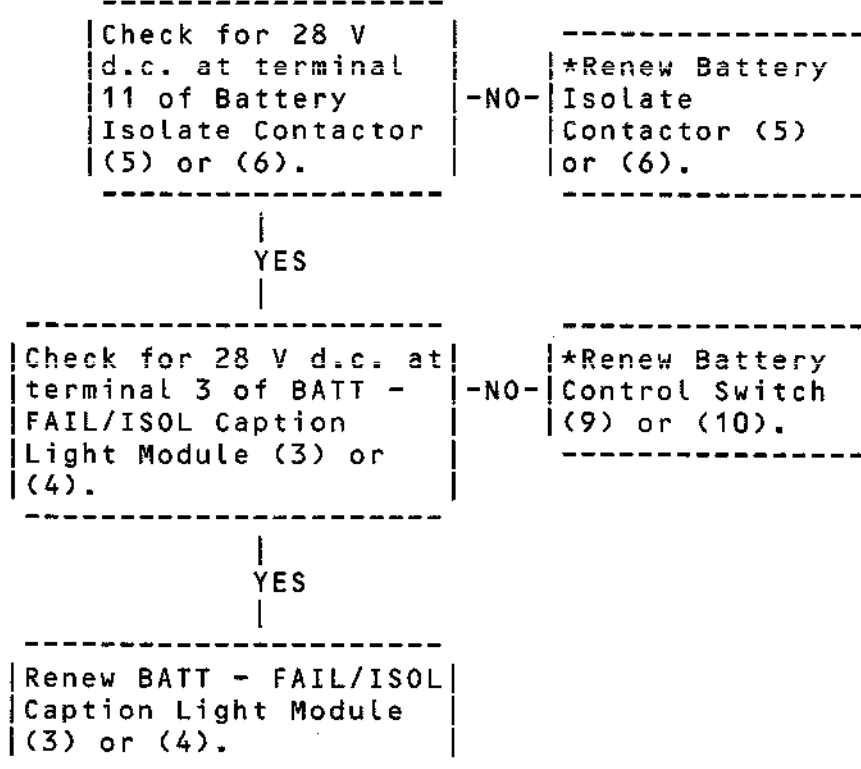 Check for 28 V
d.c. at terminal
11 of Battery
Isolate Contactor
(5) or (6).
-NO-
*Renew Battery
Isolate
Contactor (5)
or (6).
YES
Check for 28 V d.c. at
terminal 3 of BATT -
FAIL/ISOL Caption
Light Module (3) or
(4).
-NO-
*Renew Battery
Control Switch
(9) or (10).
YES
Renew BATT - FAIL/ISOL
Caption Light Module
(3) or (4).